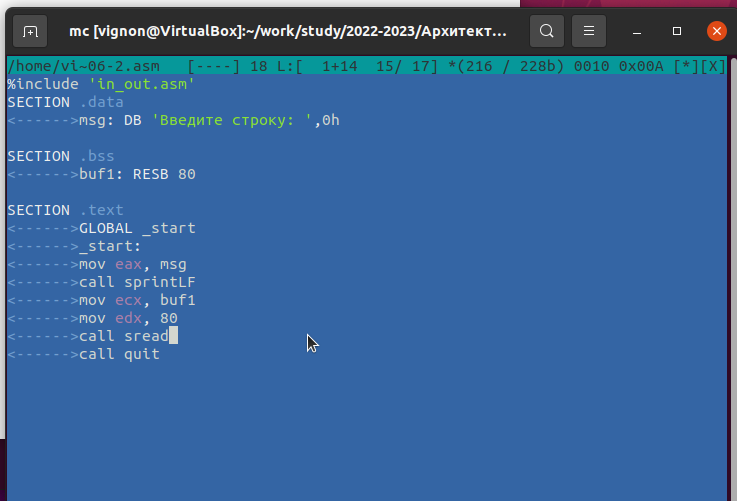 mc [vignon@VirtualBox]:~/work/study/2022-2023/Архитект...
/home/vi~06-2.asm   [----] 18 L:[  1+14  15/ 17] *(216 / 228b) 0010 0x00A [*][X]
%include 'in_out.asm'
SECTION .data
<------>msg: DB 'Введите строку: ',0h
SECTION .bss
<------>buf1: RESB 80
SECTION .text
<------>GLOBAL _start
<------>_start:
<------>mov eax, msg
<------>call sprintLF
<------>mov ecx, buf1
<------>mov edx, 80
<------>call sread
<------>call quit